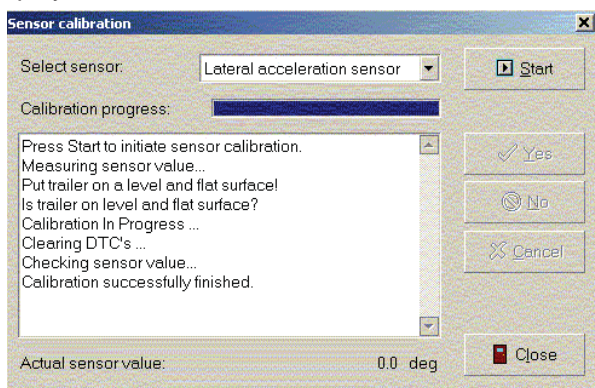 Sensor calibration
Select sensor: Lateral acceleration sensor Start
Calibration progress:
Press Start to initiate sensor calibration.
Measuring sensor value...
Put trailer on a level and flat surface!
Is trailer on level and flat surface?
Calibration In Progress ...
Clearing DTC's ...
Checking sensor value...
Calibration successfully finished.
Yes
No
Cancel
Actual sensor value: 0.0 deg
Close